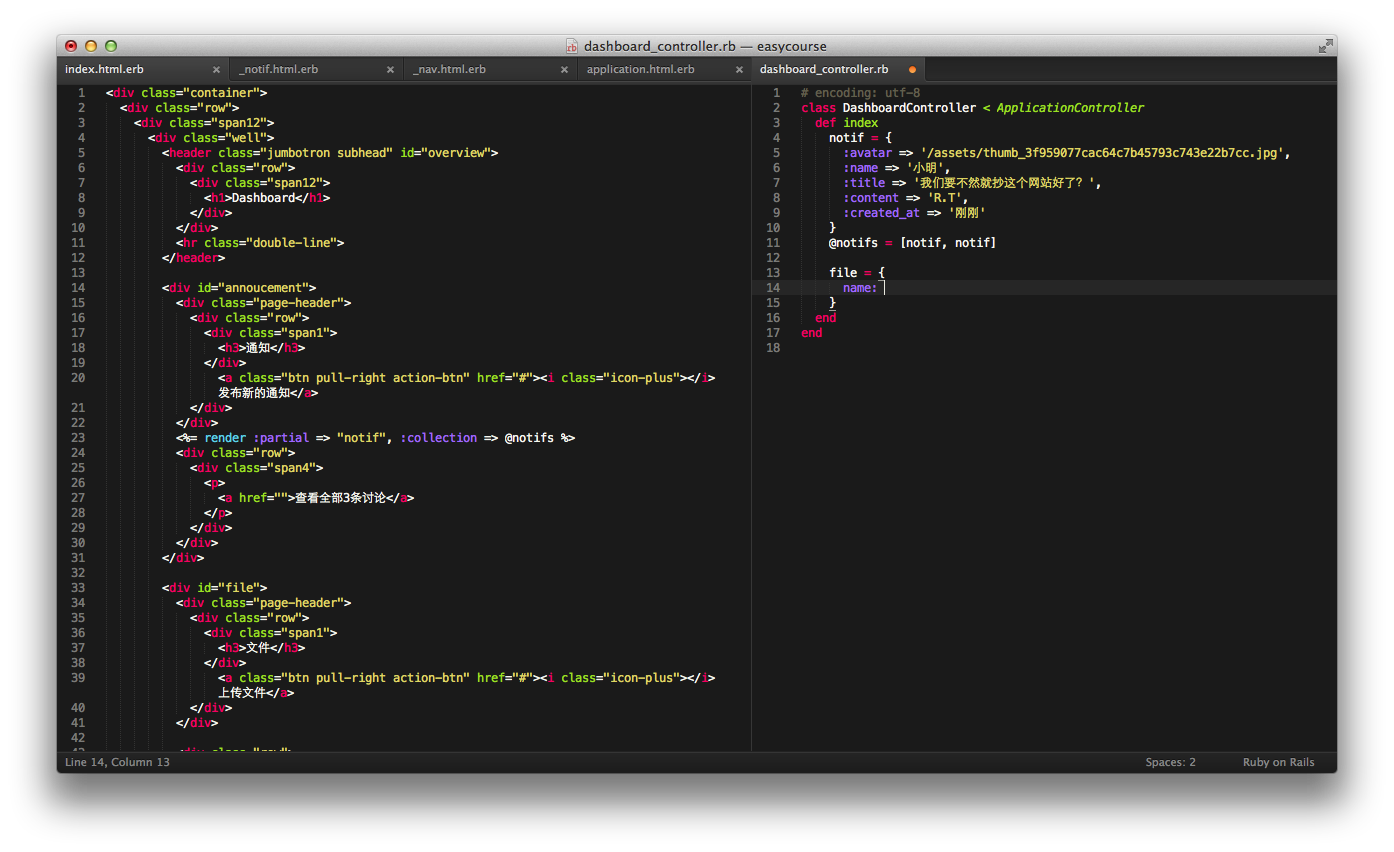 dashboard_controller.rb — easycourse
index.html.erb × _notif.html.erb × _nav.html.erb × application.html.erb × dashboard_controller.rb
1 <div class="container">
2 <div class="row">
3 <div class="span12">
4 <div class="well">
5 <header class="jumbotron subhead" id="overview">
6 <div class="row">
7 <div class="span12">
8 <h1>Dashboard</h1>
9 </div>
10 </div>
11 <hr class="double-line">
12 </header>
13
14 <div id="annoucement">
15 <div class="page-header">
16 <div class="row">
17 <div class="span1">
18 <h3>通知</h3>
19 </div>
20 <a class="btn pull-right action-btn" href="#"><i class="icon-plus"></i>
发布新的通知</a>
21 </div>
22 </div>
23 <%= render :partial => "notif", :collection => @notifs %>
24 <div class="row">
25 <div class="span4">
26 <p>
27 <a href="">查看全部3条讨论</a>
28 </p>
29 </div>
30 </div>
31 </div>
32
33 <div id="file">
34 <div class="page-header">
35 <div class="row">
36 <div class="span1">
37 <h3>文件</h3>
38 </div>
39 <a class="btn pull-right action-btn" href="#"><i class="icon-plus"></i>
上传文件</a>
40 </div>
41 </div>
42
1 # encoding: utf-8
2 class DashboardController < ApplicationController
3 def index
4 notif = {
5 :avatar => '/assets/thumb_3f959077cac64c7b45793c743e22b7cc.jpg',
6 :name => '小明',
7 :title => '我们要不然就抄这个网站好了？',
8 :content => 'R.T',
9 :created_at => '刚刚'
10 }
11 @notifs = [notif, notif]
12
13 file = {
14 name:
15 }
16 end
17 end
18
Line 14, Column 13 Spaces: 2 Ruby on Rails